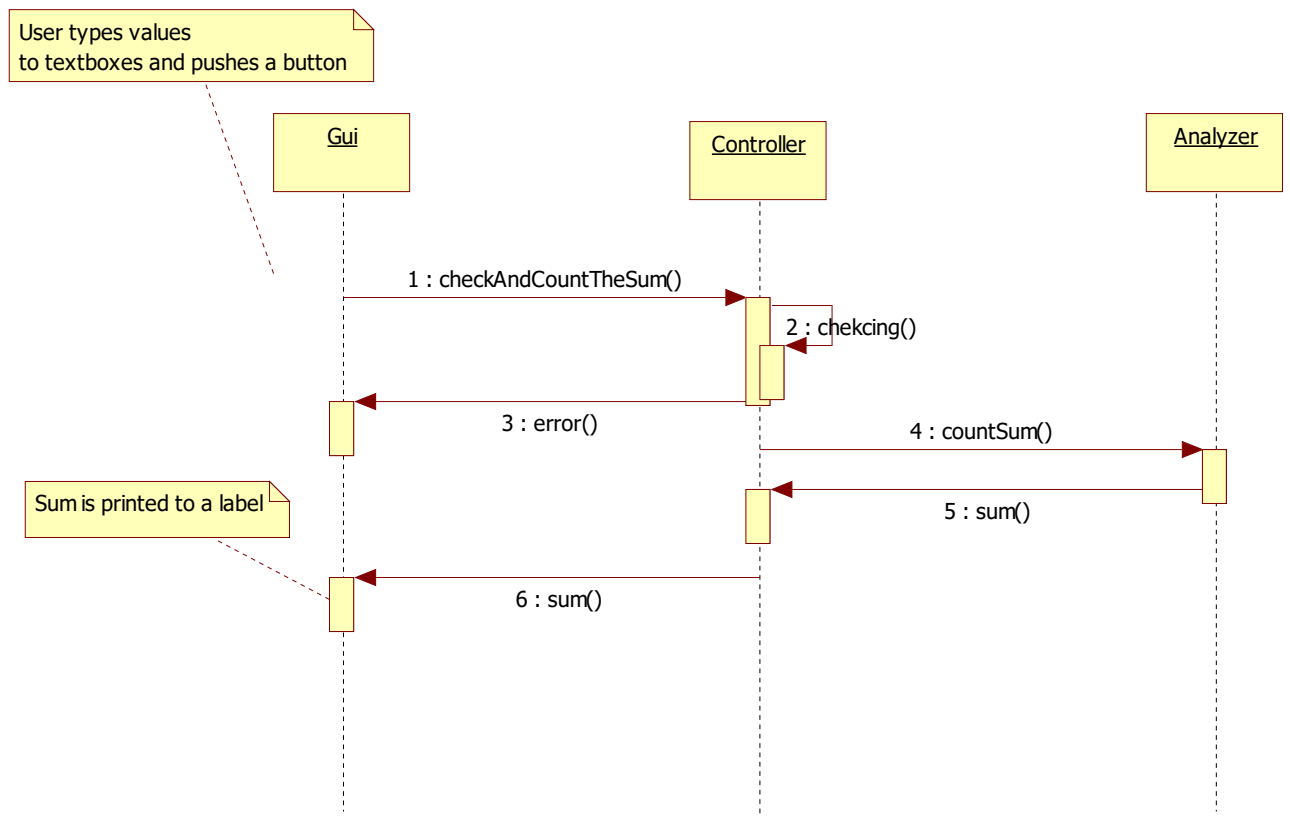 User types values
to textboxes and pushes a button
Gui
Controller
Analyzer
1 : checkAndCountTheSum()
2 : chekcing()
3 : error()
4 : countSum()
Sum is printed to a label
5 : sum()
6 : sum()